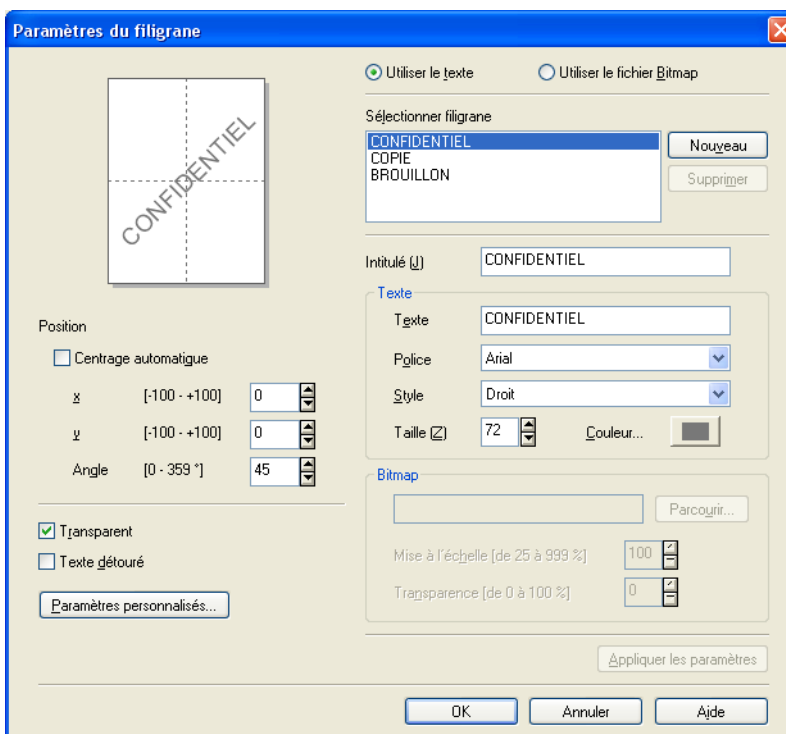 Paramètres du filigrane
CONFIDENTIEL
Utiliser le texte
Utiliser le fichier Bitmap
Sélectionner filigrane
CONFIDENTIEL
COPIE
BROUILLON
Nouveau
Supprimer
Intitulé (J)
CONFIDENTIEL
Texte
Texte
CONFIDENTIEL
Police
Arial
Style
Droit
Taille (Z)
72
Couleur...
Position
Centrage automatique
x [-100 - +100] 0
y [-100 - +100] 0
Angle [0 - 359 °] 45
Transparent
Texte détouré
Paramètres personnalisés...
Bitmap
Parcourir...
Mise à l'échelle [de 25 à 999 %] 100
Transparence [de 0 à 100 %] 0
Appliquer les paramètres
OK
Annuler
Aide